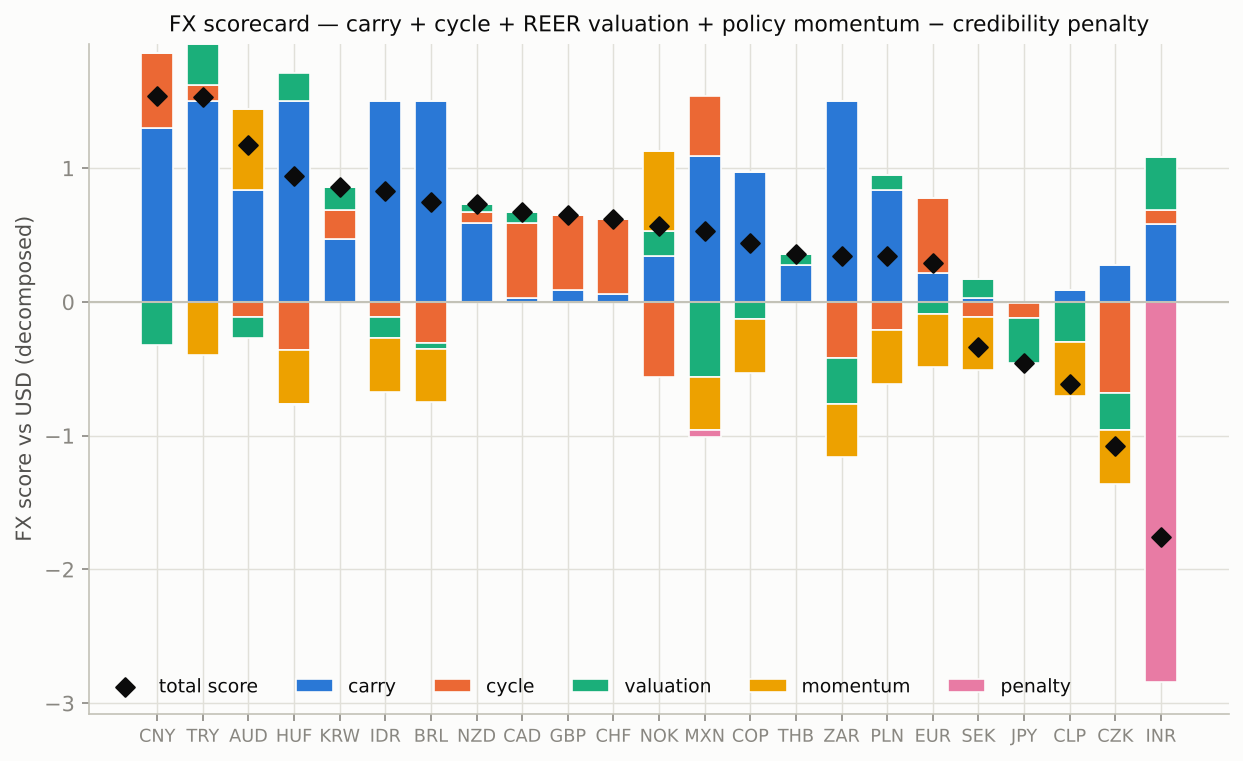 FX scorecard — carry + cycle + REER valuation + policy momentum − credibility penalty
FX score vs USD (decomposed)
1
0
−1
−2
−3
total score carry cycle valuation momentum penalty
CNY TRY AUD HUF KRW IDR BRL NZD CAD GBP CHF NOK MXN COP THB ZAR PLN EUR SEK JPY CLP CZK INR